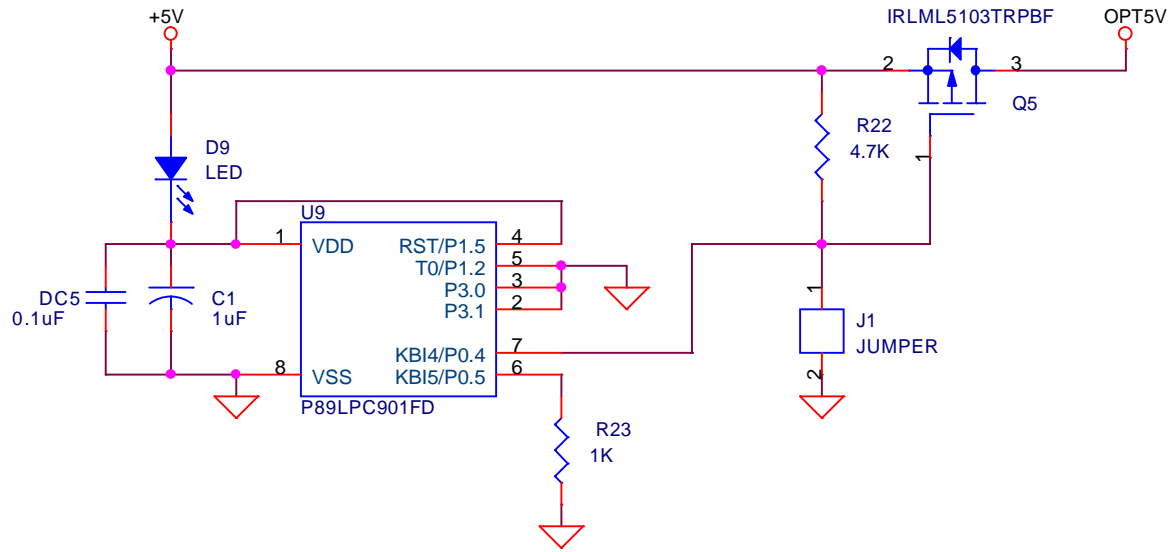 +5V
IRLML5103TRPBF
OPT5V
2
3
Q5
R22
4.7K
1
D9
LED
U9
1
VDD
RST/P1.5
4
T0/P1.2
5
P3.0
3
P3.1
2
KBI4/P0.4
7
KBI5/P0.5
6
8
VSS
P89LPC901FD
DC5
0.1uF
C1
1uF
1
J1
JUMPER
2
R23
1K